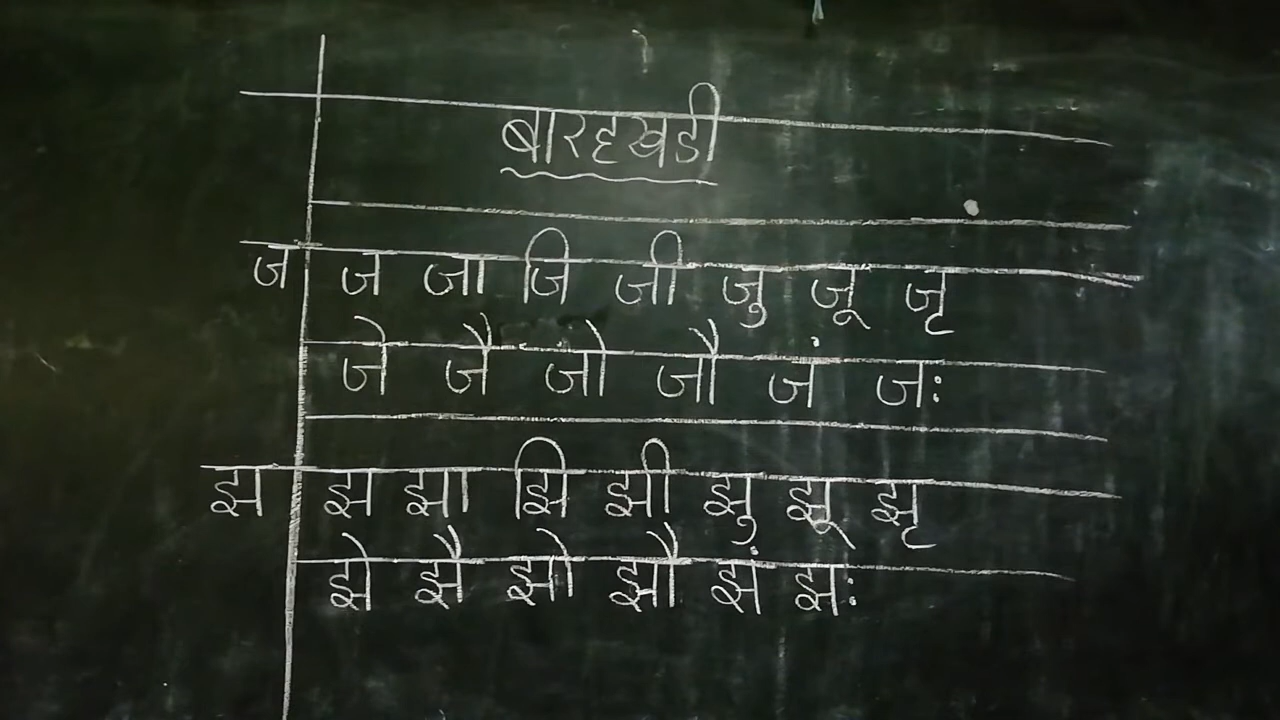 बारहखडी
ज ज जा जि जी जु जू जृ
जे जै जो जौ जं जः
झ झ झा झि झी झु झू झृ
झे झै झो झौ झं झः